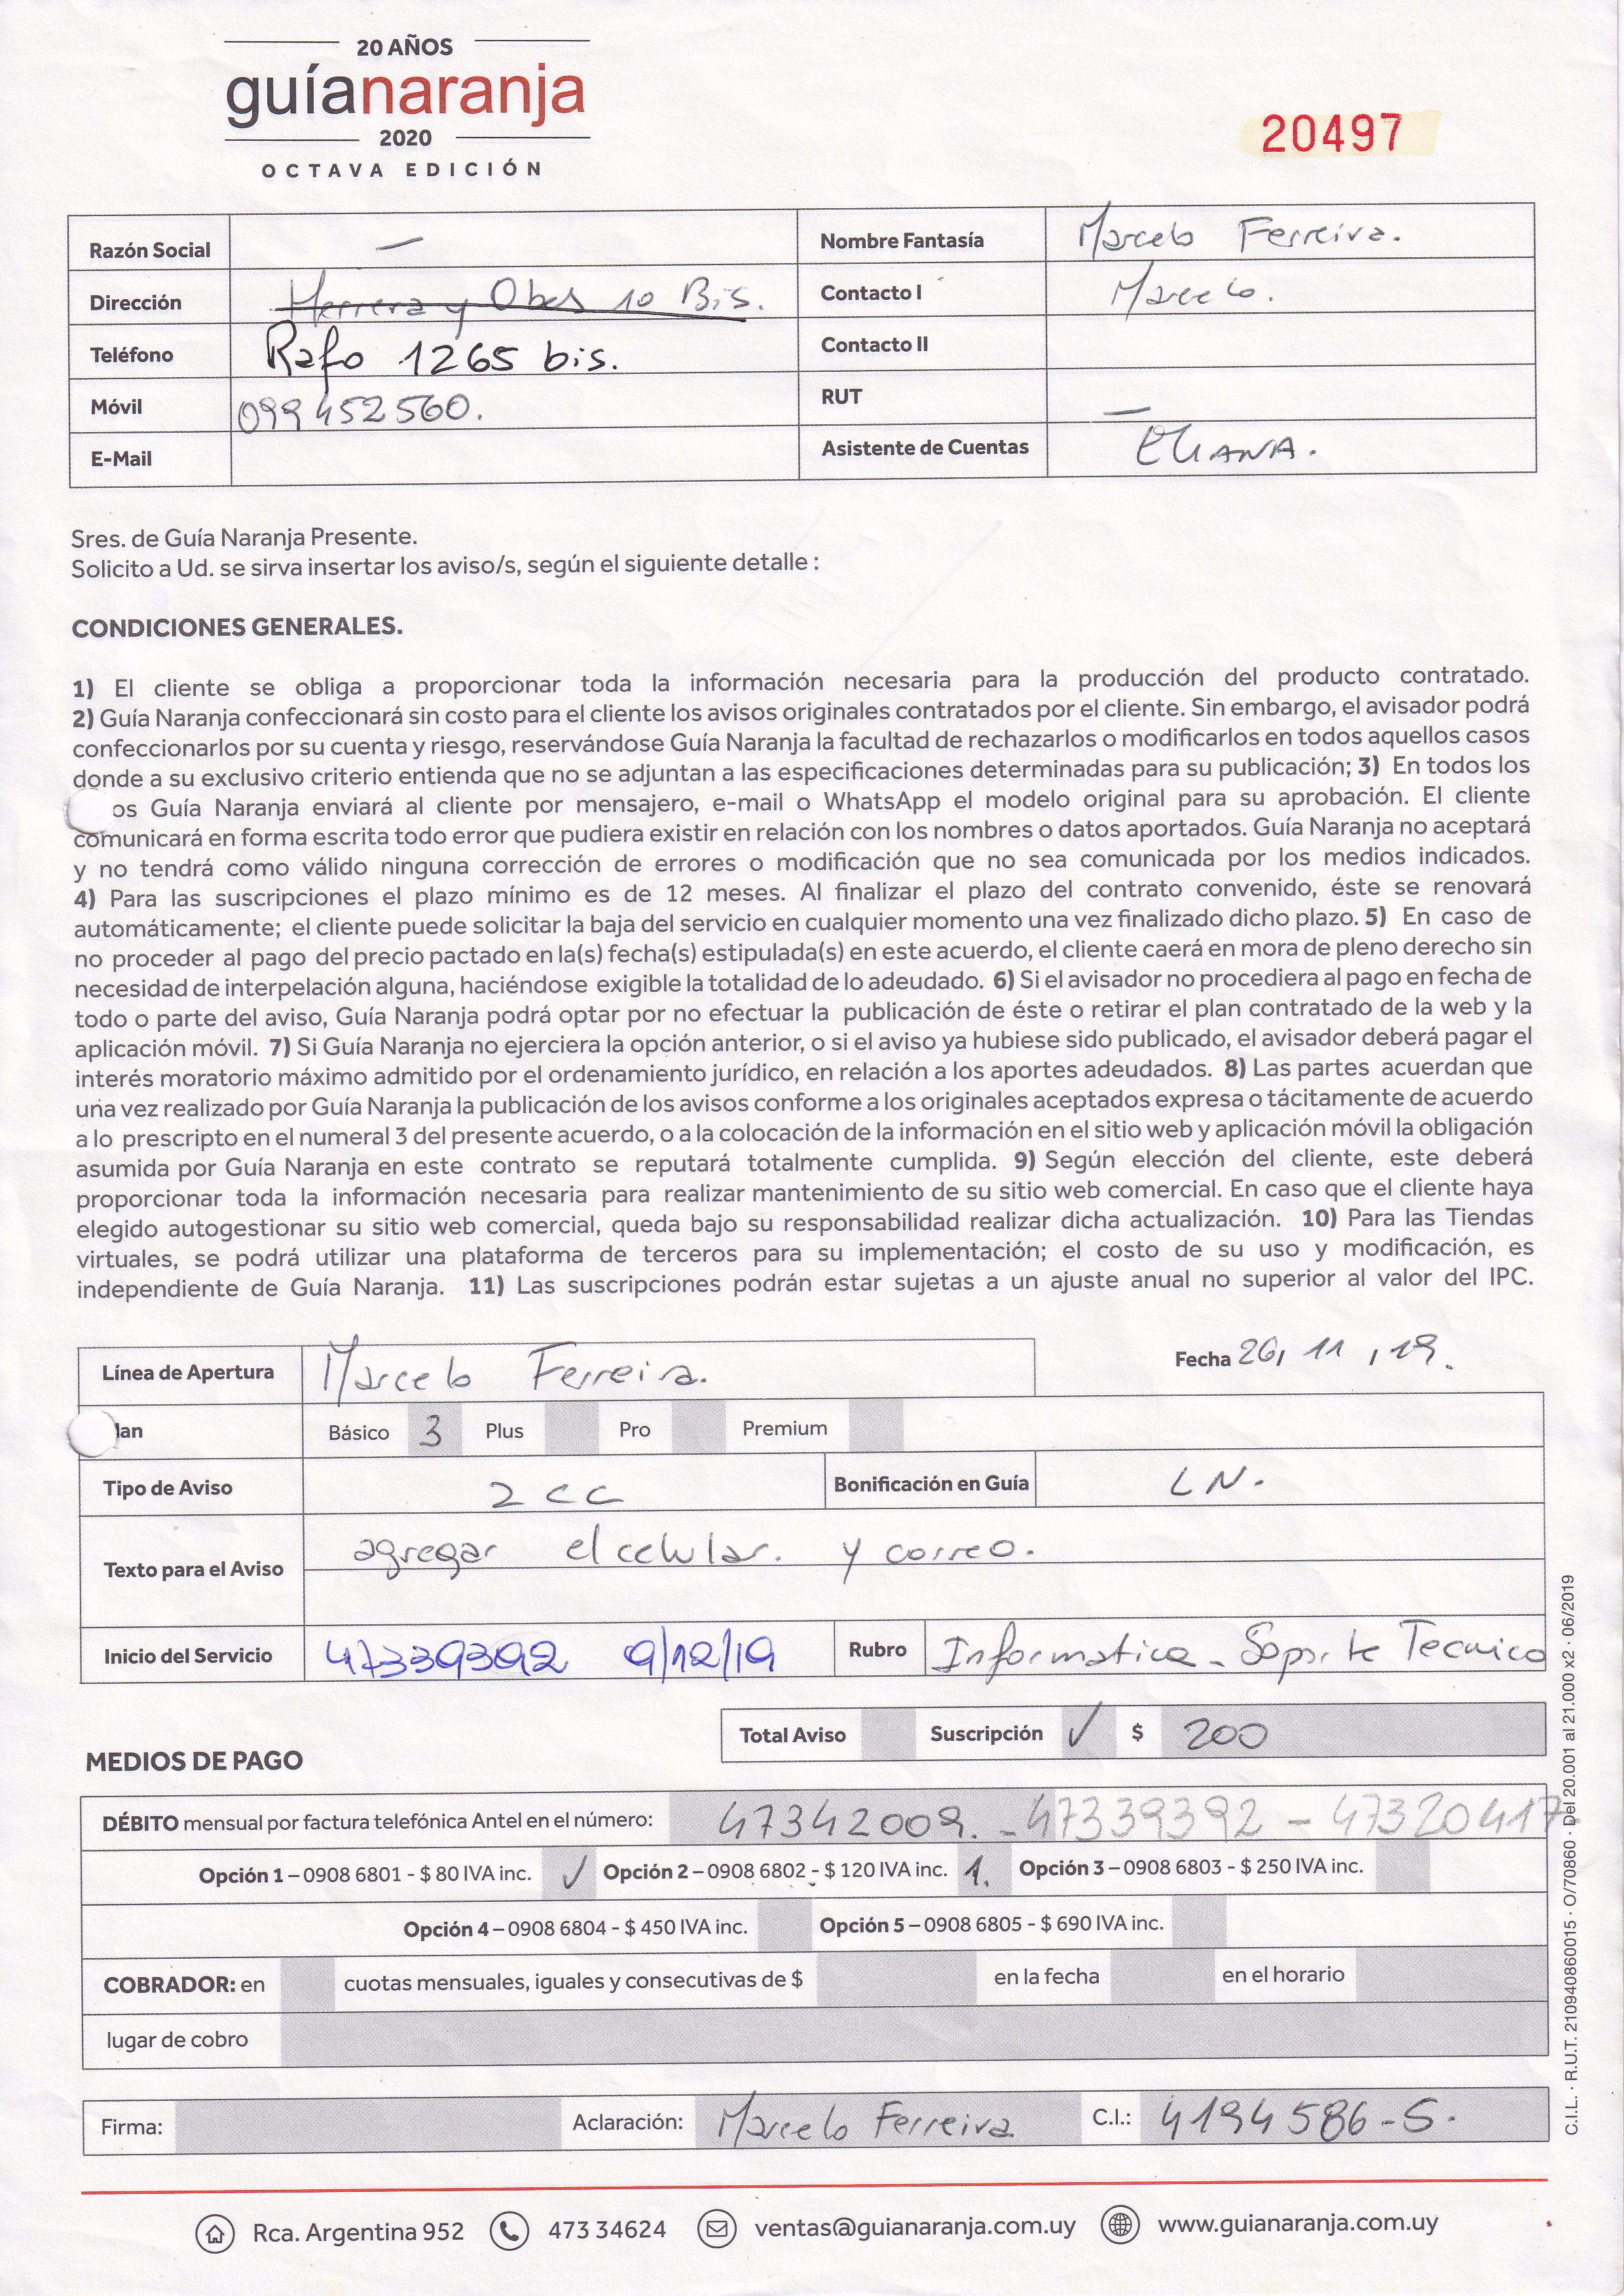 20 AÑOS
guíanaranja
2020
OCTAVA EDICIÓN
20497
Razón Social — Nombre Fantasía Marcelo Ferreira.
Dirección Herrera y Obes 10 Bis. Contacto I Marcelo.
Teléfono Rafo 1265 bis. Contacto II
Móvil 099452560. RUT —
E-Mail Asistente de Cuentas ELIANA.
Sres. de Guía Naranja Presente.
Solicito a Ud. se sirva insertar los aviso/s, según el siguiente detalle :
CONDICIONES GENERALES.
1) El cliente se obliga a proporcionar toda la información necesaria para la producción del producto contratado.
2) Guía Naranja confeccionará sin costo para el cliente los avisos originales contratados por el cliente. Sin embargo, el avisador podrá
confeccionarlos por su cuenta y riesgo, reservándose Guía Naranja la facultad de rechazarlos o modificarlos en todos aquellos casos
donde a su exclusivo criterio entienda que no se adjuntan a las especificaciones determinadas para su publicación; 3) En todos los
os Guía Naranja enviará al cliente por mensajero, e-mail o WhatsApp el modelo original para su aprobación. El cliente
comunicará en forma escrita todo error que pudiera existir en relación con los nombres o datos aportados. Guía Naranja no aceptará
y no tendrá como válido ninguna corrección de errores o modificación que no sea comunicada por los medios indicados.
4) Para las suscripciones el plazo mínimo es de 12 meses. Al finalizar el plazo del contrato convenido, éste se renovará
automáticamente; el cliente puede solicitar la baja del servicio en cualquier momento una vez finalizado dicho plazo. 5) En caso de
no proceder al pago del precio pactado en la(s) fecha(s) estipulada(s) en este acuerdo, el cliente caerá en mora de pleno derecho sin
necesidad de interpelación alguna, haciéndose exigible la totalidad de lo adeudado. 6) Si el avisador no procediera al pago en fecha de
todo o parte del aviso, Guía Naranja podrá optar por no efectuar la publicación de éste o retirar el plan contratado de la web y la
aplicación móvil. 7) Si Guía Naranja no ejerciera la opción anterior, o si el aviso ya hubiese sido publicado, el avisador deberá pagar el
interés moratorio máximo admitido por el ordenamiento jurídico, en relación a los aportes adeudados. 8) Las partes acuerdan que
una vez realizado por Guía Naranja la publicación de los avisos conforme a los originales aceptados expresa o tácitamente de acuerdo
a lo prescripto en el numeral 3 del presente acuerdo, o a la colocación de la información en el sitio web y aplicación móvil la obligación
asumida por Guía Naranja en este contrato se reputará totalmente cumplida. 9) Según elección del cliente, este deberá
proporcionar toda la información necesaria para realizar mantenimiento de su sitio web comercial. En caso que el cliente haya
elegido autogestionar su sitio web comercial, queda bajo su responsabilidad realizar dicha actualización. 10) Para las Tiendas
virtuales, se podrá utilizar una plataforma de terceros para su implementación; el costo de su uso y modificación, es
independiente de Guía Naranja. 11) Las suscripciones podrán estar sujetas a un ajuste anual no superior al valor del IPC.
Línea de Apertura Marcelo Ferreira. Fecha 26, 11 , 19.
lan Básico 3 Plus Pro Premium
Tipo de Aviso 2 CC Bonificación en Guía LN.
Texto para el Aviso agregar el celular. y correo.
Inicio del Servicio 47339392 9/12/19 Rubro Informatica - Soporte Tecnico
Total Aviso Suscripción ✓ $ 200
MEDIOS DE PAGO
DÉBITO mensual por factura telefónica Antel en el número: 47342009. - 47339392 - 47320417
Opción 1 – 0908 6801 - $ 80 IVA inc. ✓ Opción 2 – 0908 6802 - $ 120 IVA inc. 1. Opción 3 – 0908 6803 - $ 250 IVA inc.
Opción 4 – 0908 6804 - $ 450 IVA inc. Opción 5 – 0908 6805 - $ 690 IVA inc.
COBRADOR: en cuotas mensuales, iguales y consecutivas de $ en la fecha en el horario
lugar de cobro
Firma: Aclaración: Marcelo Ferreira C.I.: 4194586-5.
Rca. Argentina 952 473 34624 ventas@guianaranja.com.uy www.guianaranja.com.uy
C.I.L. · R.U.T. 210940860015 · O/70860 · Del 20.001 al 21.000 x2 · 06/2019